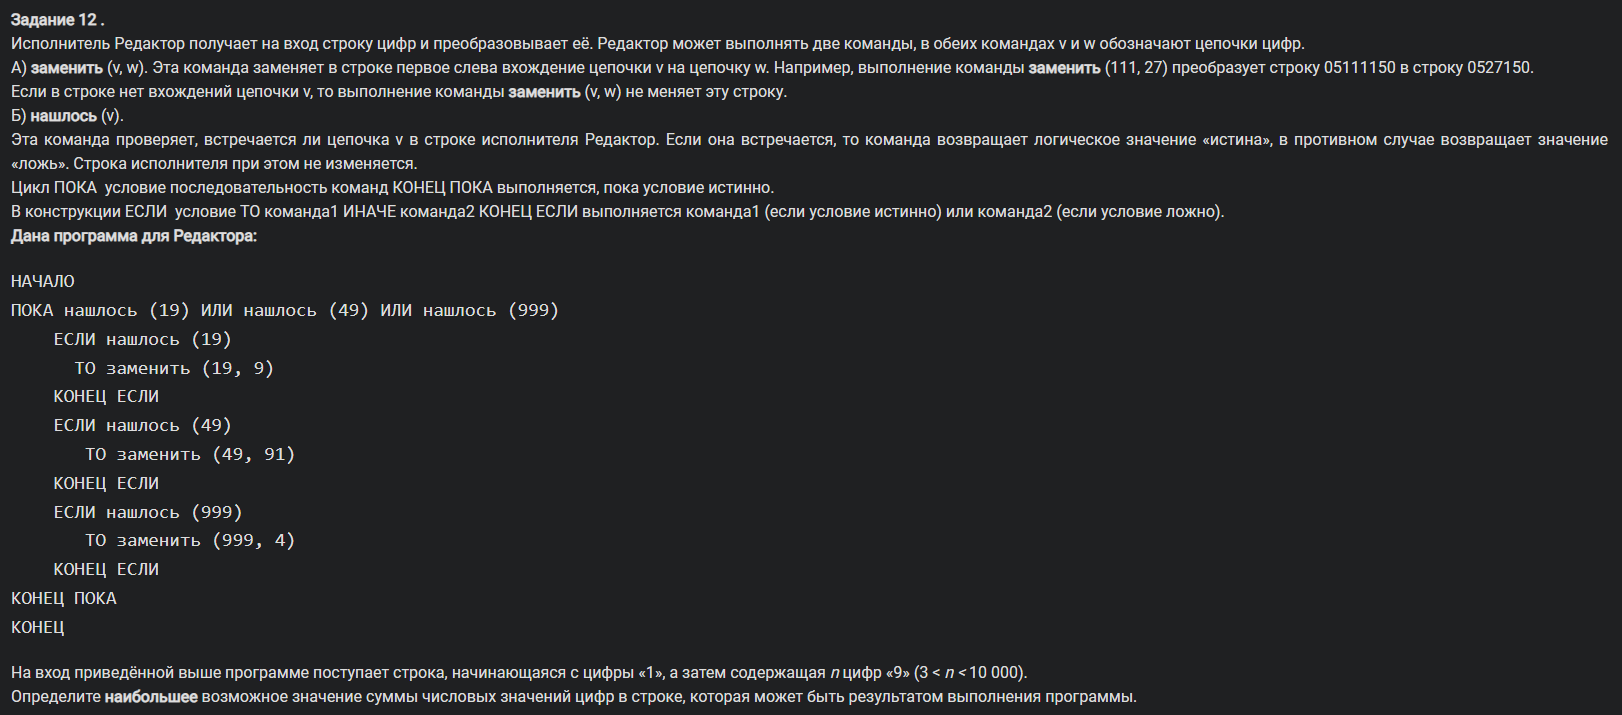 Задание 12 .
Исполнитель Редактор получает на вход строку цифр и преобразовывает её. Редактор может выполнять две команды, в обеих командах v и w обозначают цепочки цифр.
А) заменить (v, w). Эта команда заменяет в строке первое слева вхождение цепочки v на цепочку w. Например, выполнение команды заменить (111, 27) преобразует строку 05111150 в строку 0527150.
Если в строке нет вхождений цепочки v, то выполнение команды заменить (v, w) не меняет эту строку.
Б) нашлось (v).
Эта команда проверяет, встречается ли цепочка v в строке исполнителя Редактор. Если она встречается, то команда возвращает логическое значение «истина», в противном случае возвращает значение
«ложь». Строка исполнителя при этом не изменяется.
Цикл ПОКА  условие последовательность команд КОНЕЦ ПОКА выполняется, пока условие истинно.
В конструкции ЕСЛИ  условие ТО команда1 ИНАЧЕ команда2 КОНЕЦ ЕСЛИ выполняется команда1 (если условие истинно) или команда2 (если условие ложно).
Дана программа для Редактора:
НАЧАЛО
ПОКА нашлось (19) ИЛИ нашлось (49) ИЛИ нашлось (999)
    ЕСЛИ нашлось (19)
      ТО заменить (19, 9)
    КОНЕЦ ЕСЛИ
    ЕСЛИ нашлось (49)
       ТО заменить (49, 91)
    КОНЕЦ ЕСЛИ
    ЕСЛИ нашлось (999)
       ТО заменить (999, 4)
    КОНЕЦ ЕСЛИ
КОНЕЦ ПОКА
КОНЕЦ
На вход приведённой выше программе поступает строка, начинающаяся с цифры «1», а затем содержащая n цифр «9» (3 < n < 10 000).
Определите наибольшее возможное значение суммы числовых значений цифр в строке, которая может быть результатом выполнения программы.